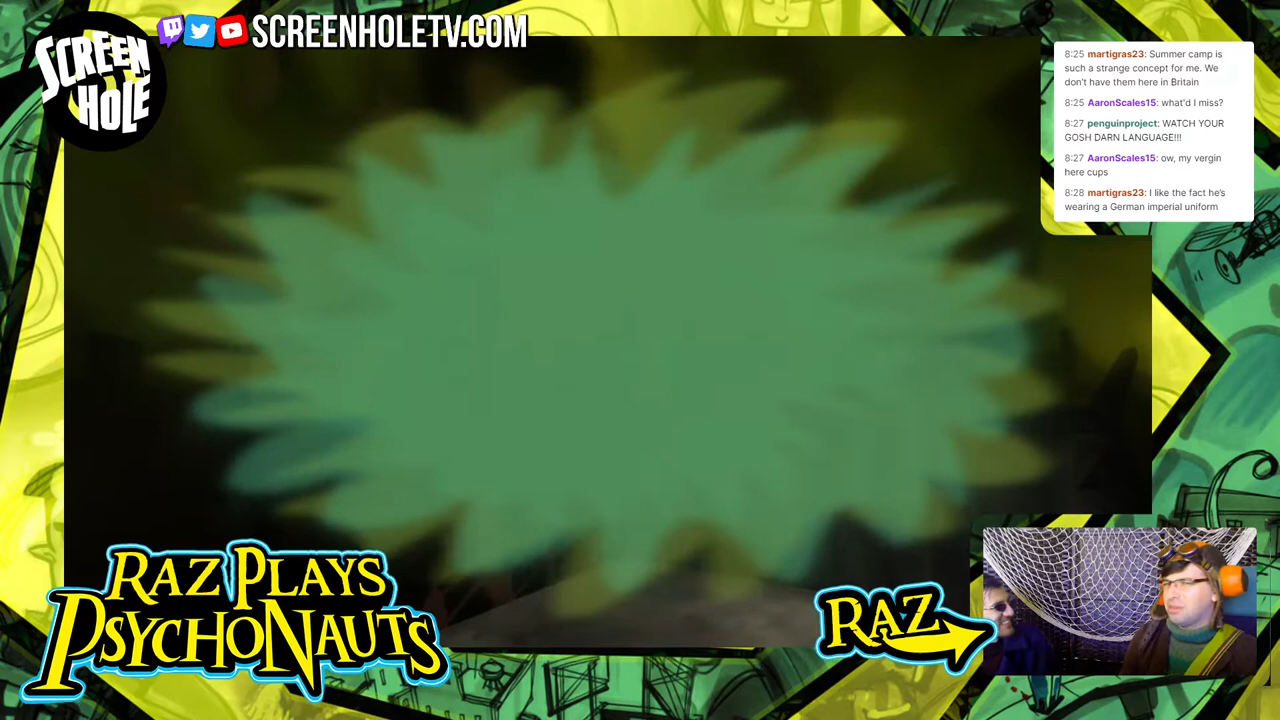 SCREEN
HOLE
SCREENHOLETV.COM
8:25 martigras23: Summer camp is
such a strange concept for me. We
don't have them here in Britain
8:25 AaronScales15: what'd I miss?
8:27 penguinproject: WATCH YOUR
GOSH DARN LANGUAGE!!!
8:27 AaronScales15: ow, my vergin
here cups
8:28 martigras23: I like the fact he's
wearing a German imperial uniform
RAZ PLAYS
PSYCHONAUTS
RAZ